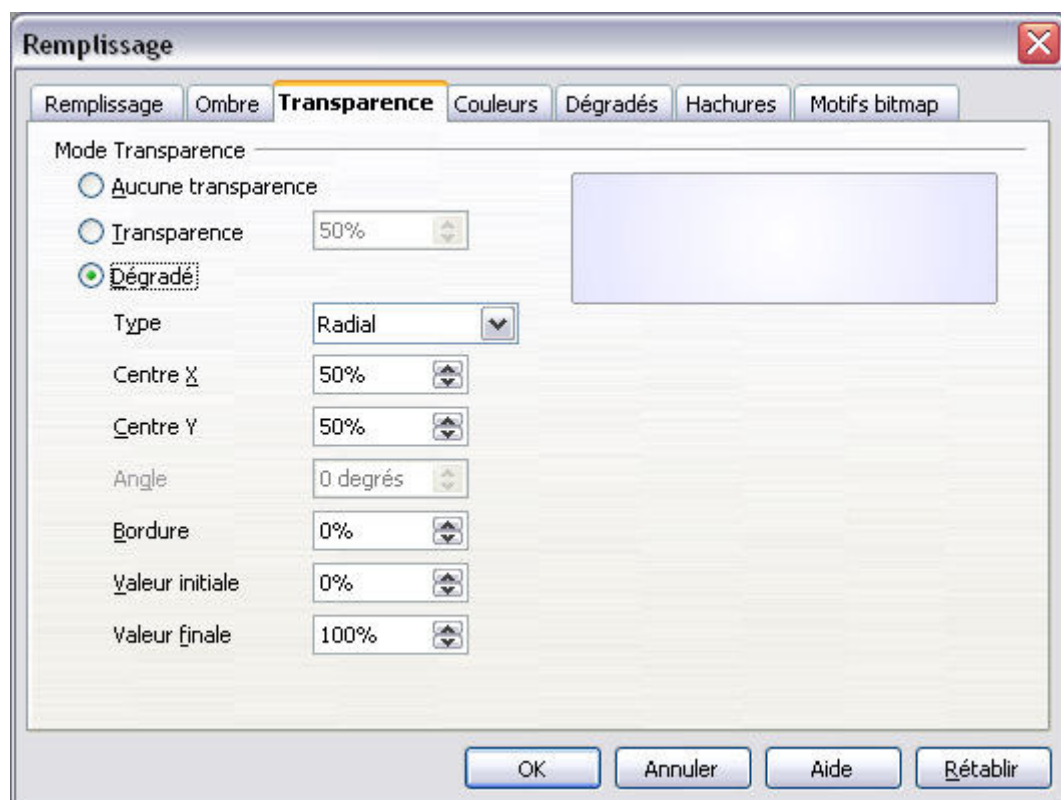 Remplissage
Remplissage Ombre Transparence Couleurs Dégradés Hachures Motifs bitmap
Mode Transparence
Aucune transparence
Transparence 50%
Dégradé
Type Radial
Centre X 50%
Centre Y 50%
Angle 0 degrés
Bordure 0%
Valeur initiale 0%
Valeur finale 100%
OK Annuler Aide Rétablir